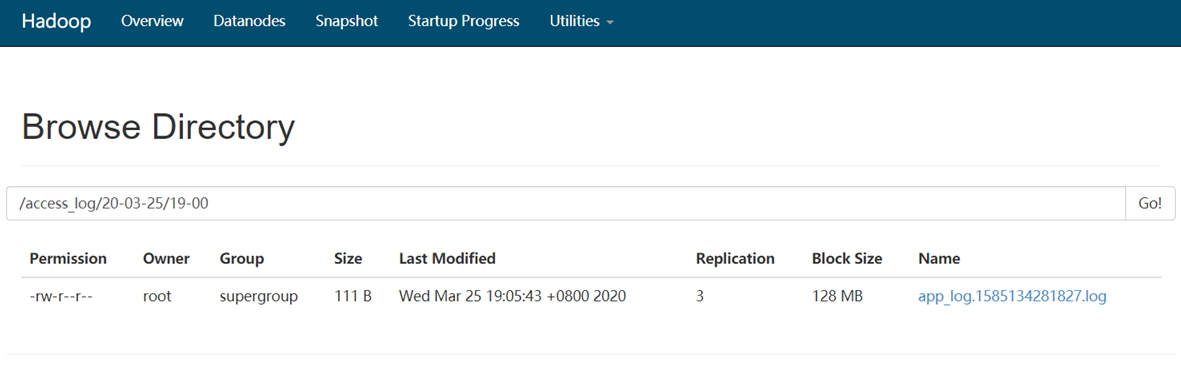 Hadoop Overview Datanodes Snapshot Startup Progress Utilities
Browse Directory
/access_log/20-03-25/19-00 Go!
Permission Owner Group Size Last Modified Replication Block Size Name
-rw-r--r-- root supergroup 111 B Wed Mar 25 19:05:43 +0800 2020 3 128 MB app_log.1585134281827.log